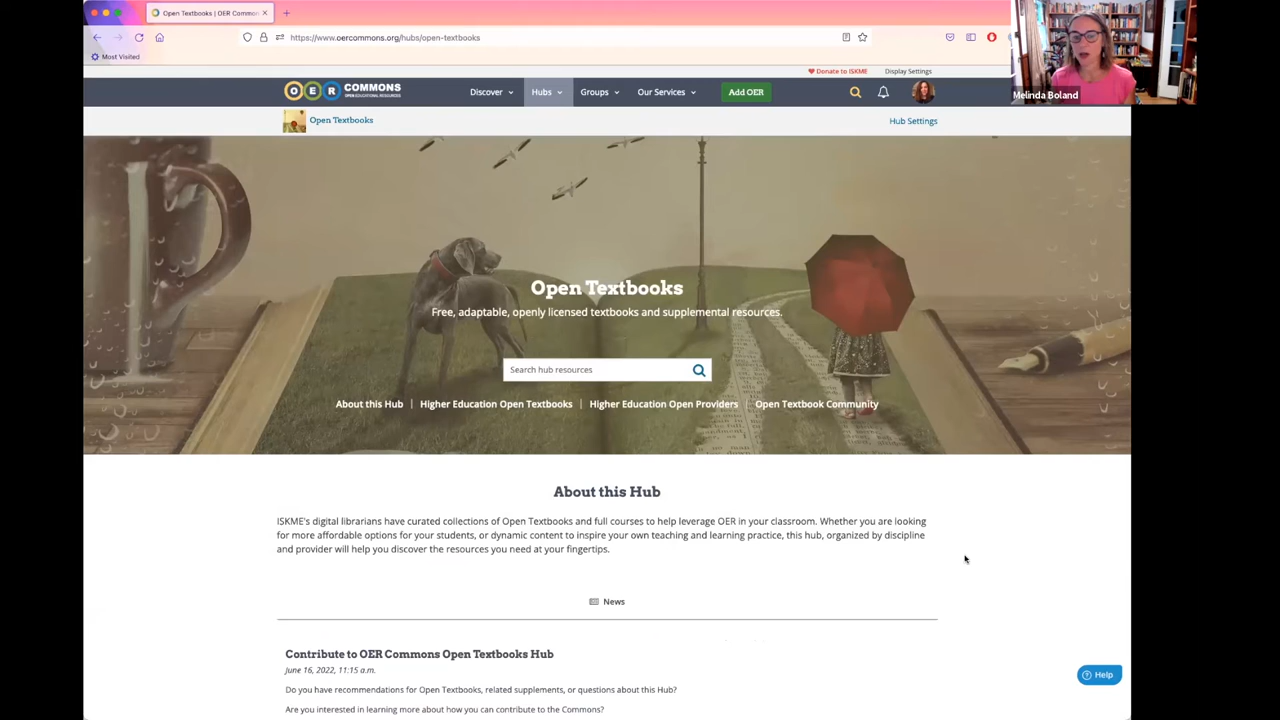 Open Textbooks | OER Common
https://www.oercommons.org/hubs/open-textbooks
Most Visited
Melinda Boland
Donate to ISKME
Display Settings
OER COMMONS
OPEN EDUCATIONAL RESOURCES
Discover
Hubs
Groups
Our Services
Add OER
Open Textbooks
Hub Settings
Open Textbooks
Free, adaptable, openly licensed textbooks and supplemental resources.
Search hub resources
About this Hub | Higher Education Open Textbooks | Higher Education Open Providers | Open Textbook Community
About this Hub
ISKME's digital librarians have curated collections of Open Textbooks and full courses to help leverage OER in your classroom. Whether you are looking
for more affordable options for your students, or dynamic content to inspire your own teaching and learning practice, this hub, organized by discipline
and provider will help you discover the resources you need at your fingertips.
News
Contribute to OER Commons Open Textbooks Hub
June 16, 2022, 11:15 a.m.
Do you have recommendations for Open Textbooks, related supplements, or questions about this Hub?
Are you interested in learning more about how you can contribute to the Commons?
Help